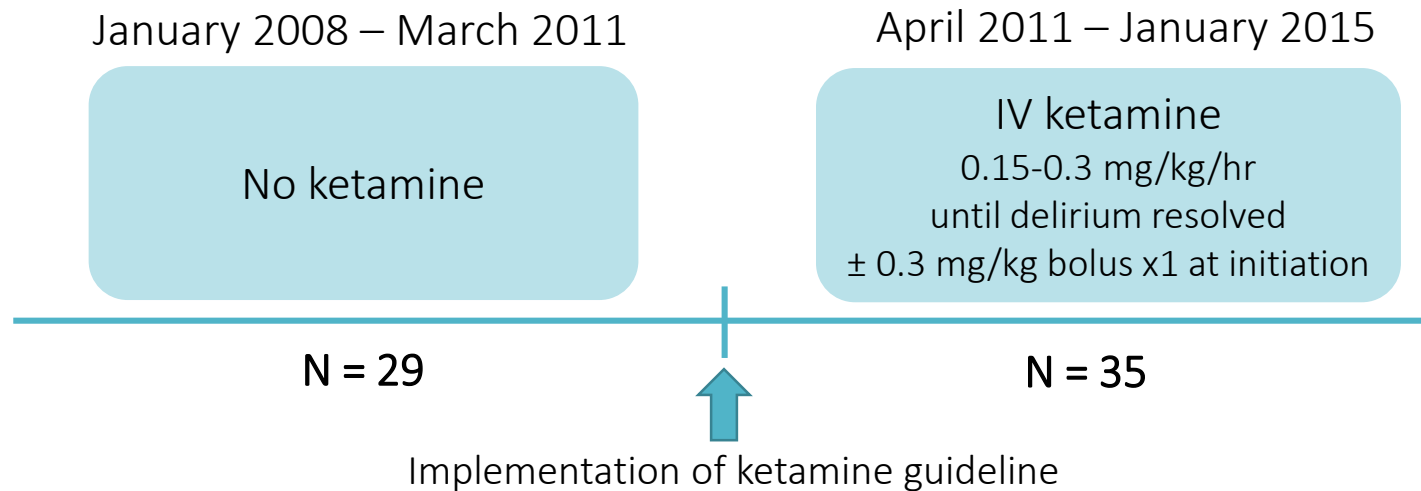 January 2008 – March 2011
No ketamine
N = 29
April 2011 – January 2015
IV ketamine
0.15-0.3 mg/kg/hr
until delirium resolved
± 0.3 mg/kg bolus x1 at initiation
N = 35
Implementation of ketamine guideline